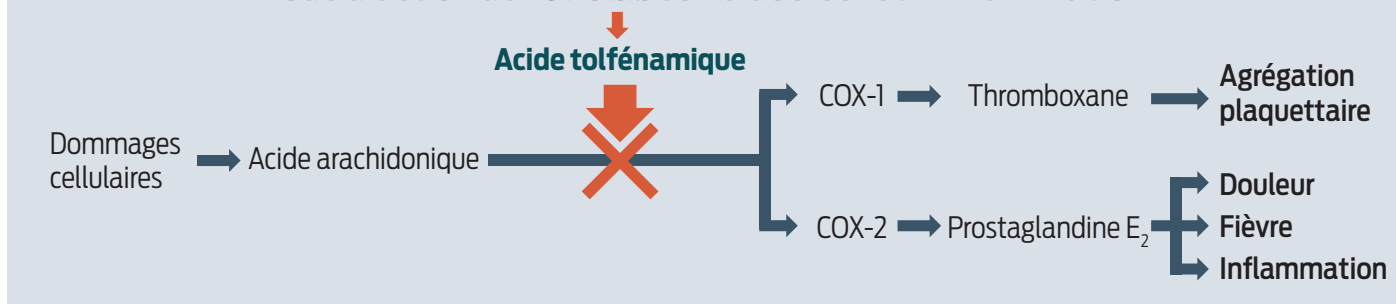 Acide tolfénamique
Dommages
cellulaires
Acide arachidonique
COX-1
Thromboxane
Agrégation
plaquettaire
COX-2
Prostaglandine E₂
Douleur
Fièvre
Inflammation